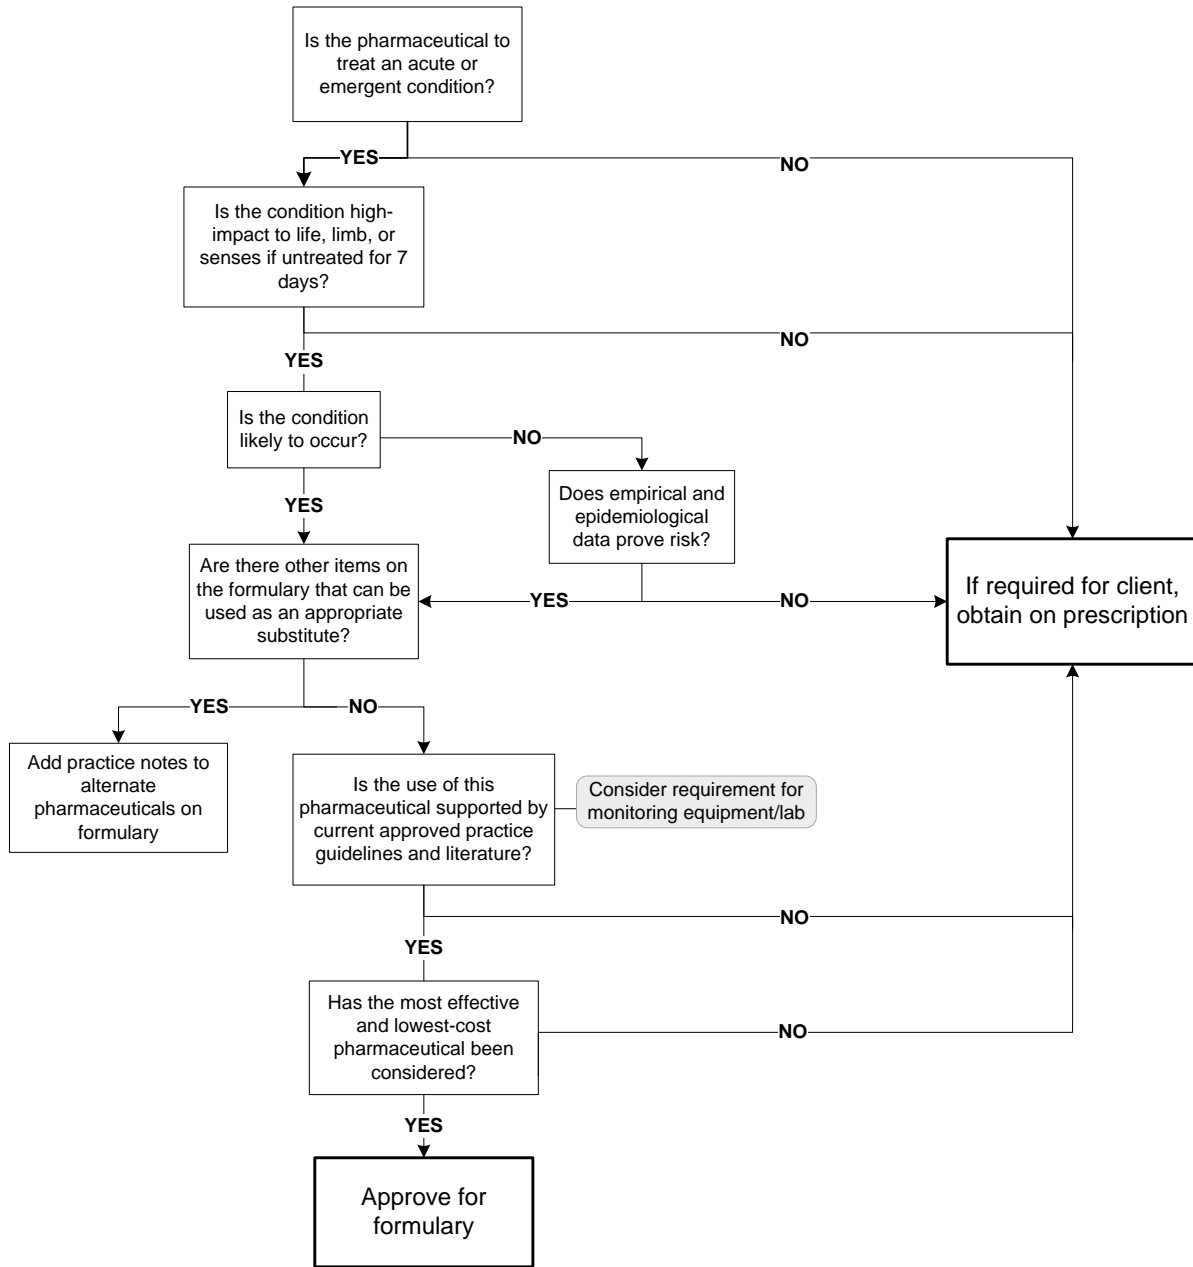 Is the pharmaceutical to
treat an acute or
emergent condition?
YES
NO
Is the condition high-
impact to life, limb, or
senses if untreated for 7
days?
NO
YES
Is the condition
likely to occur?
NO
YES
Does empirical and
epidemiological
data prove risk?
Are there other items on
the formulary that can be
used as an appropriate
substitute?
YES
NO
If required for client,
obtain on prescription
YES
NO
Add practice notes to
alternate
pharmaceuticals on
formulary
Is the use of this
pharmaceutical supported by
current approved practice
guidelines and literature?
Consider requirement for
monitoring equipment/lab
NO
YES
Has the most effective
and lowest-cost
pharmaceutical been
considered?
NO
YES
Approve for
formulary